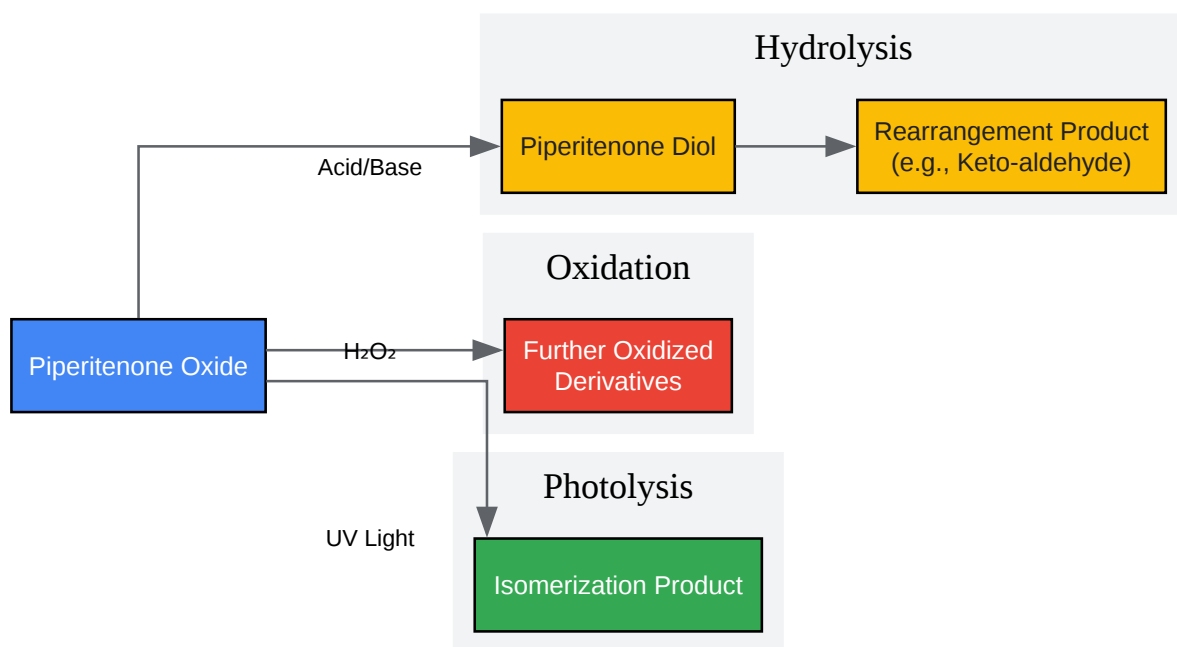 Hydrolysis
Piperitenone Diol
Rearrangement Product
(e.g., Keto-aldehyde)
Acid/Base
Oxidation
Piperitenone Oxide
H₂O₂
Further Oxidized
Derivatives
Photolysis
UV Light
Isomerization Product